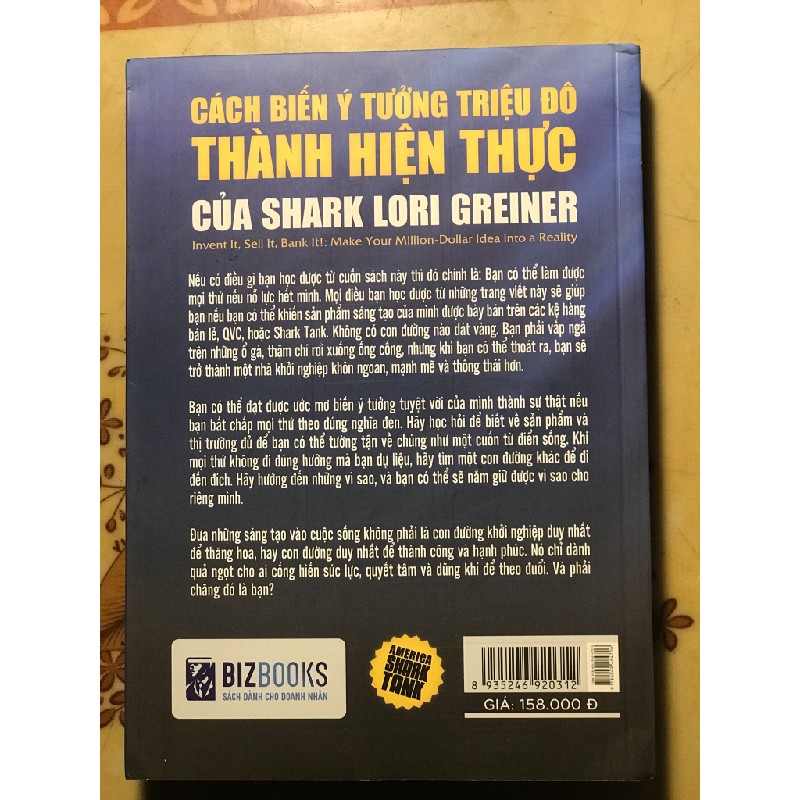 CÁCH BIẾN Ý TƯỞNG TRIỆU ĐÔ
THÀNH HIỆN THỰC
CỦA SHARK LORI GREINER
Invent It, Sell It, Bank It!: Make Your Million-Dollar Idea into a Reality
Nếu có điều gì bạn học được từ cuốn sách này thì đó chính là: Bạn có thể làm được
mọi thứ nếu nỗ lực hết mình. Mọi điều bạn học được từ những trang viết này sẽ giúp
bạn nếu bạn có thể khiến sản phẩm sáng tạo của mình được bày bán trên các kệ hàng
bán lẻ, QVC, hoặc Shark Tank. Không có con đường nào dát vàng. Bạn phải vấp ngã
trên những ổ gà, thậm chí rơi xuống ống cống, nhưng khi bạn có thể thoát ra, bạn sẽ
trở thành một nhà khởi nghiệp khôn ngoan, mạnh mẽ và thông thái hơn.
Bạn có thể đạt được ước mơ biến ý tưởng tuyệt vời của mình thành sự thật nếu
bạn bất chấp mọi thứ theo đúng nghĩa đen. Hãy học hỏi để biết về sản phẩm và
thị trường đủ để bạn có thể tường tận về chúng như một cuốn từ điển sống. Khi
mọi thứ không đi đúng hướng mà bạn dự liệu, hãy tìm một con đường khác để đi
đến đích. Hãy hướng đến những vì sao, và bạn có thể sẽ nắm giữ được vì sao cho
riêng mình.
Đưa những sáng tạo vào cuộc sống không phải là con đường khởi nghiệp duy nhất
để thăng hoa, hay con đường duy nhất để thành công và hạnh phúc. Nó chỉ dành
quả ngọt cho ai cống hiến sức lực, quyết tâm và dũng khí để theo đuổi. Và phải
chăng đó là bạn?
BIZBOOKS
SÁCH DÀNH CHO DOANH NHÂN
AMERICA
SHARK
TANK
8 935246 920312
GIÁ: 158.000 Đ